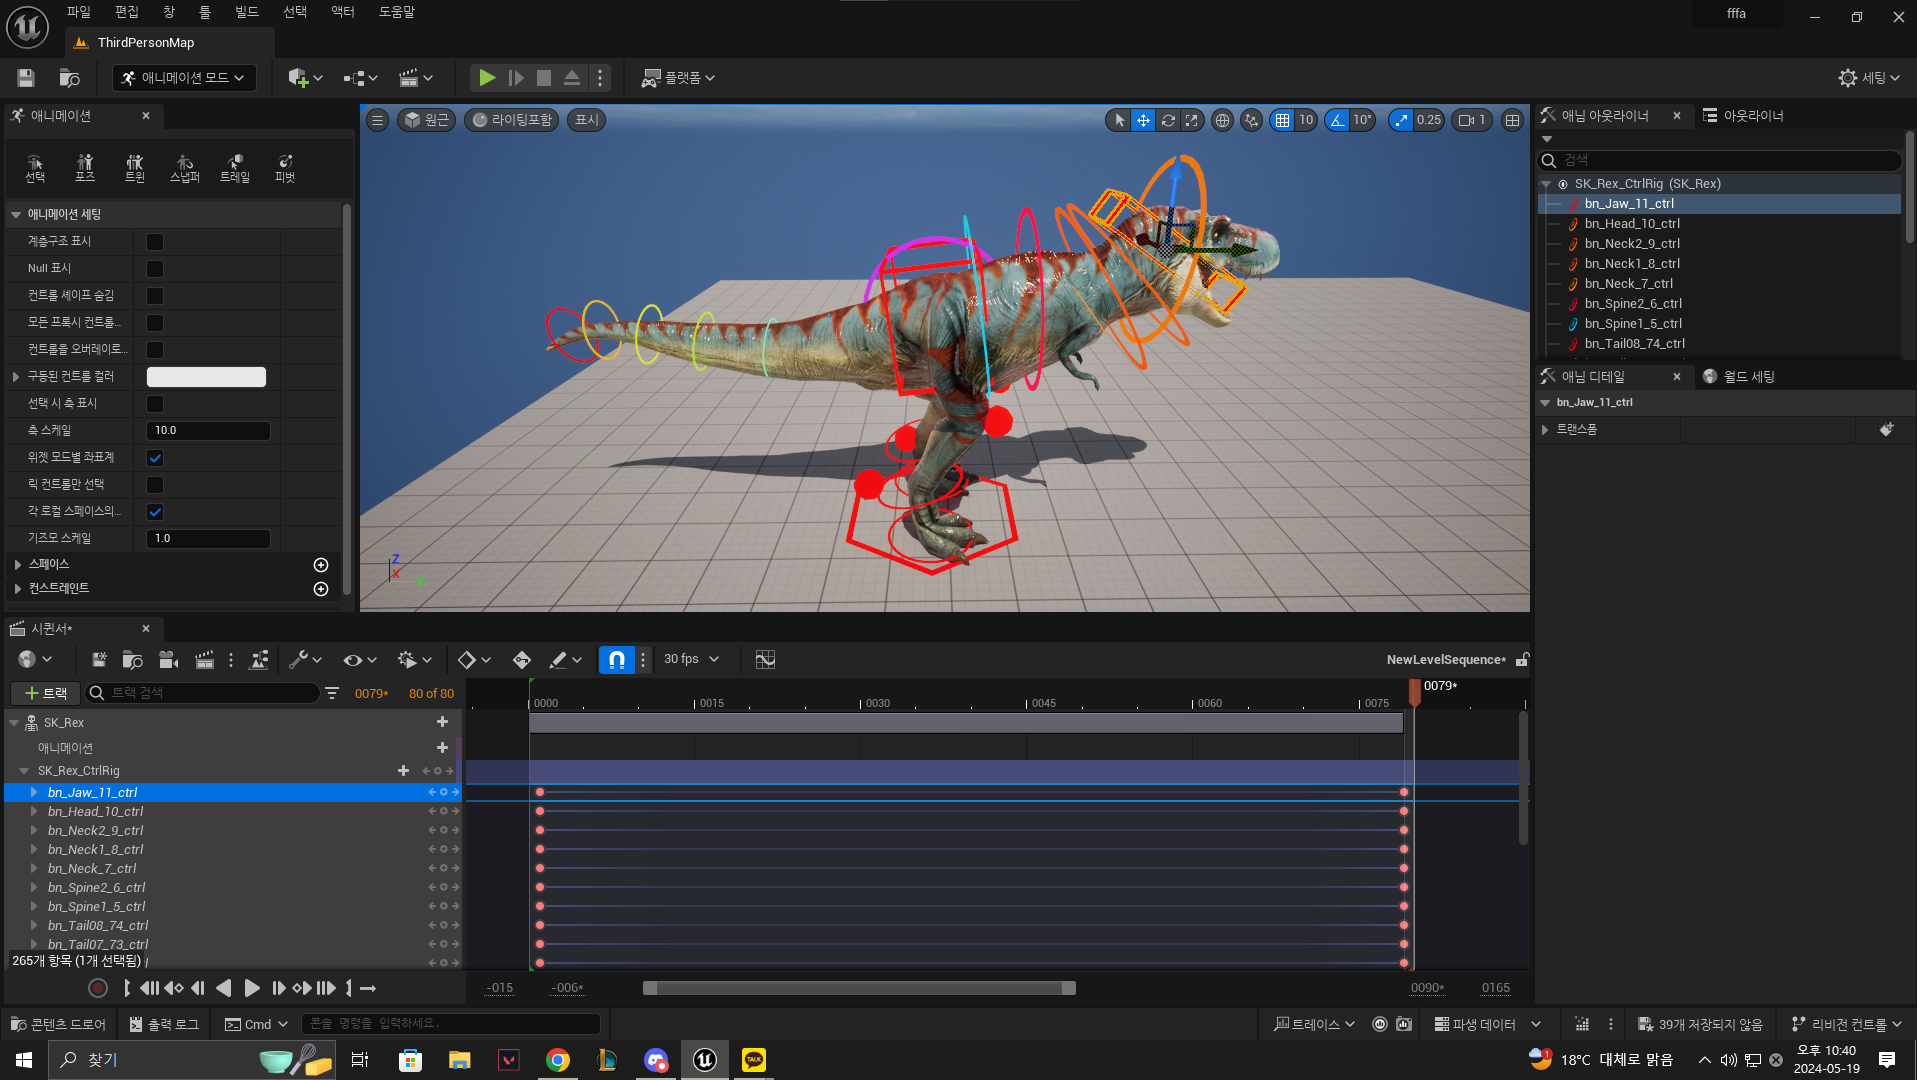 파일 편집 창 툴 빌드 선택 액터 도움말
fffa
ThirdPersonMap
애니메이션 모드
플랫폼
세팅
애니메이션
선택 포즈 트윈 스냅퍼 트레일 피벗
애니메이션 세팅
계층구조 표시
Null 표시
컨트롤 셰이프 숨김
모든 프록시 컨트롤...
컨트롤을 오버레이로...
구동된 컨트롤 컬러
선택 시 축 표시
축 스케일 10.0
위젯 모드별 좌표계
릭 컨트롤만 선택
각 로컬 스페이스의...
기즈모 스케일 1.0
스페이스
컨스트레인트
원근 라이팅포함 표시
10 10° 0.25 1
Z
X
Y
애님 아웃라이너 아웃라이너
검색
SK_Rex_CtrlRig (SK_Rex)
bn_Jaw_11_ctrl
bn_Head_10_ctrl
bn_Neck2_9_ctrl
bn_Neck1_8_ctrl
bn_Neck_7_ctrl
bn_Spine2_6_ctrl
bn_Spine1_5_ctrl
bn_Tail08_74_ctrl
애님 디테일 월드 세팅
bn_Jaw_11_ctrl
트랜스폼
시퀀서*
30 fps
NewLevelSequence*
트랙
트랙 검색
0079* 80 of 80
0000 0015 0030 0045 0060 0075
0079*
SK_Rex
애니메이션
SK_Rex_CtrlRig
bn_Jaw_11_ctrl
bn_Head_10_ctrl
bn_Neck2_9_ctrl
bn_Neck1_8_ctrl
bn_Neck_7_ctrl
bn_Spine2_6_ctrl
bn_Spine1_5_ctrl
bn_Tail08_74_ctrl
bn_Tail07_73_ctrl
265개 항목 (1개 선택됨)
-015 -006* 0090* 0165
콘텐츠 드로어 출력 로그 Cmd 콘솔 명령을 입력하세요.
트레이스 파생 데이터 39개 저장되지 않음 리비전 컨트롤
찾기
TALK
1
18°C 대체로 맑음
오후 10:40
2024-05-19